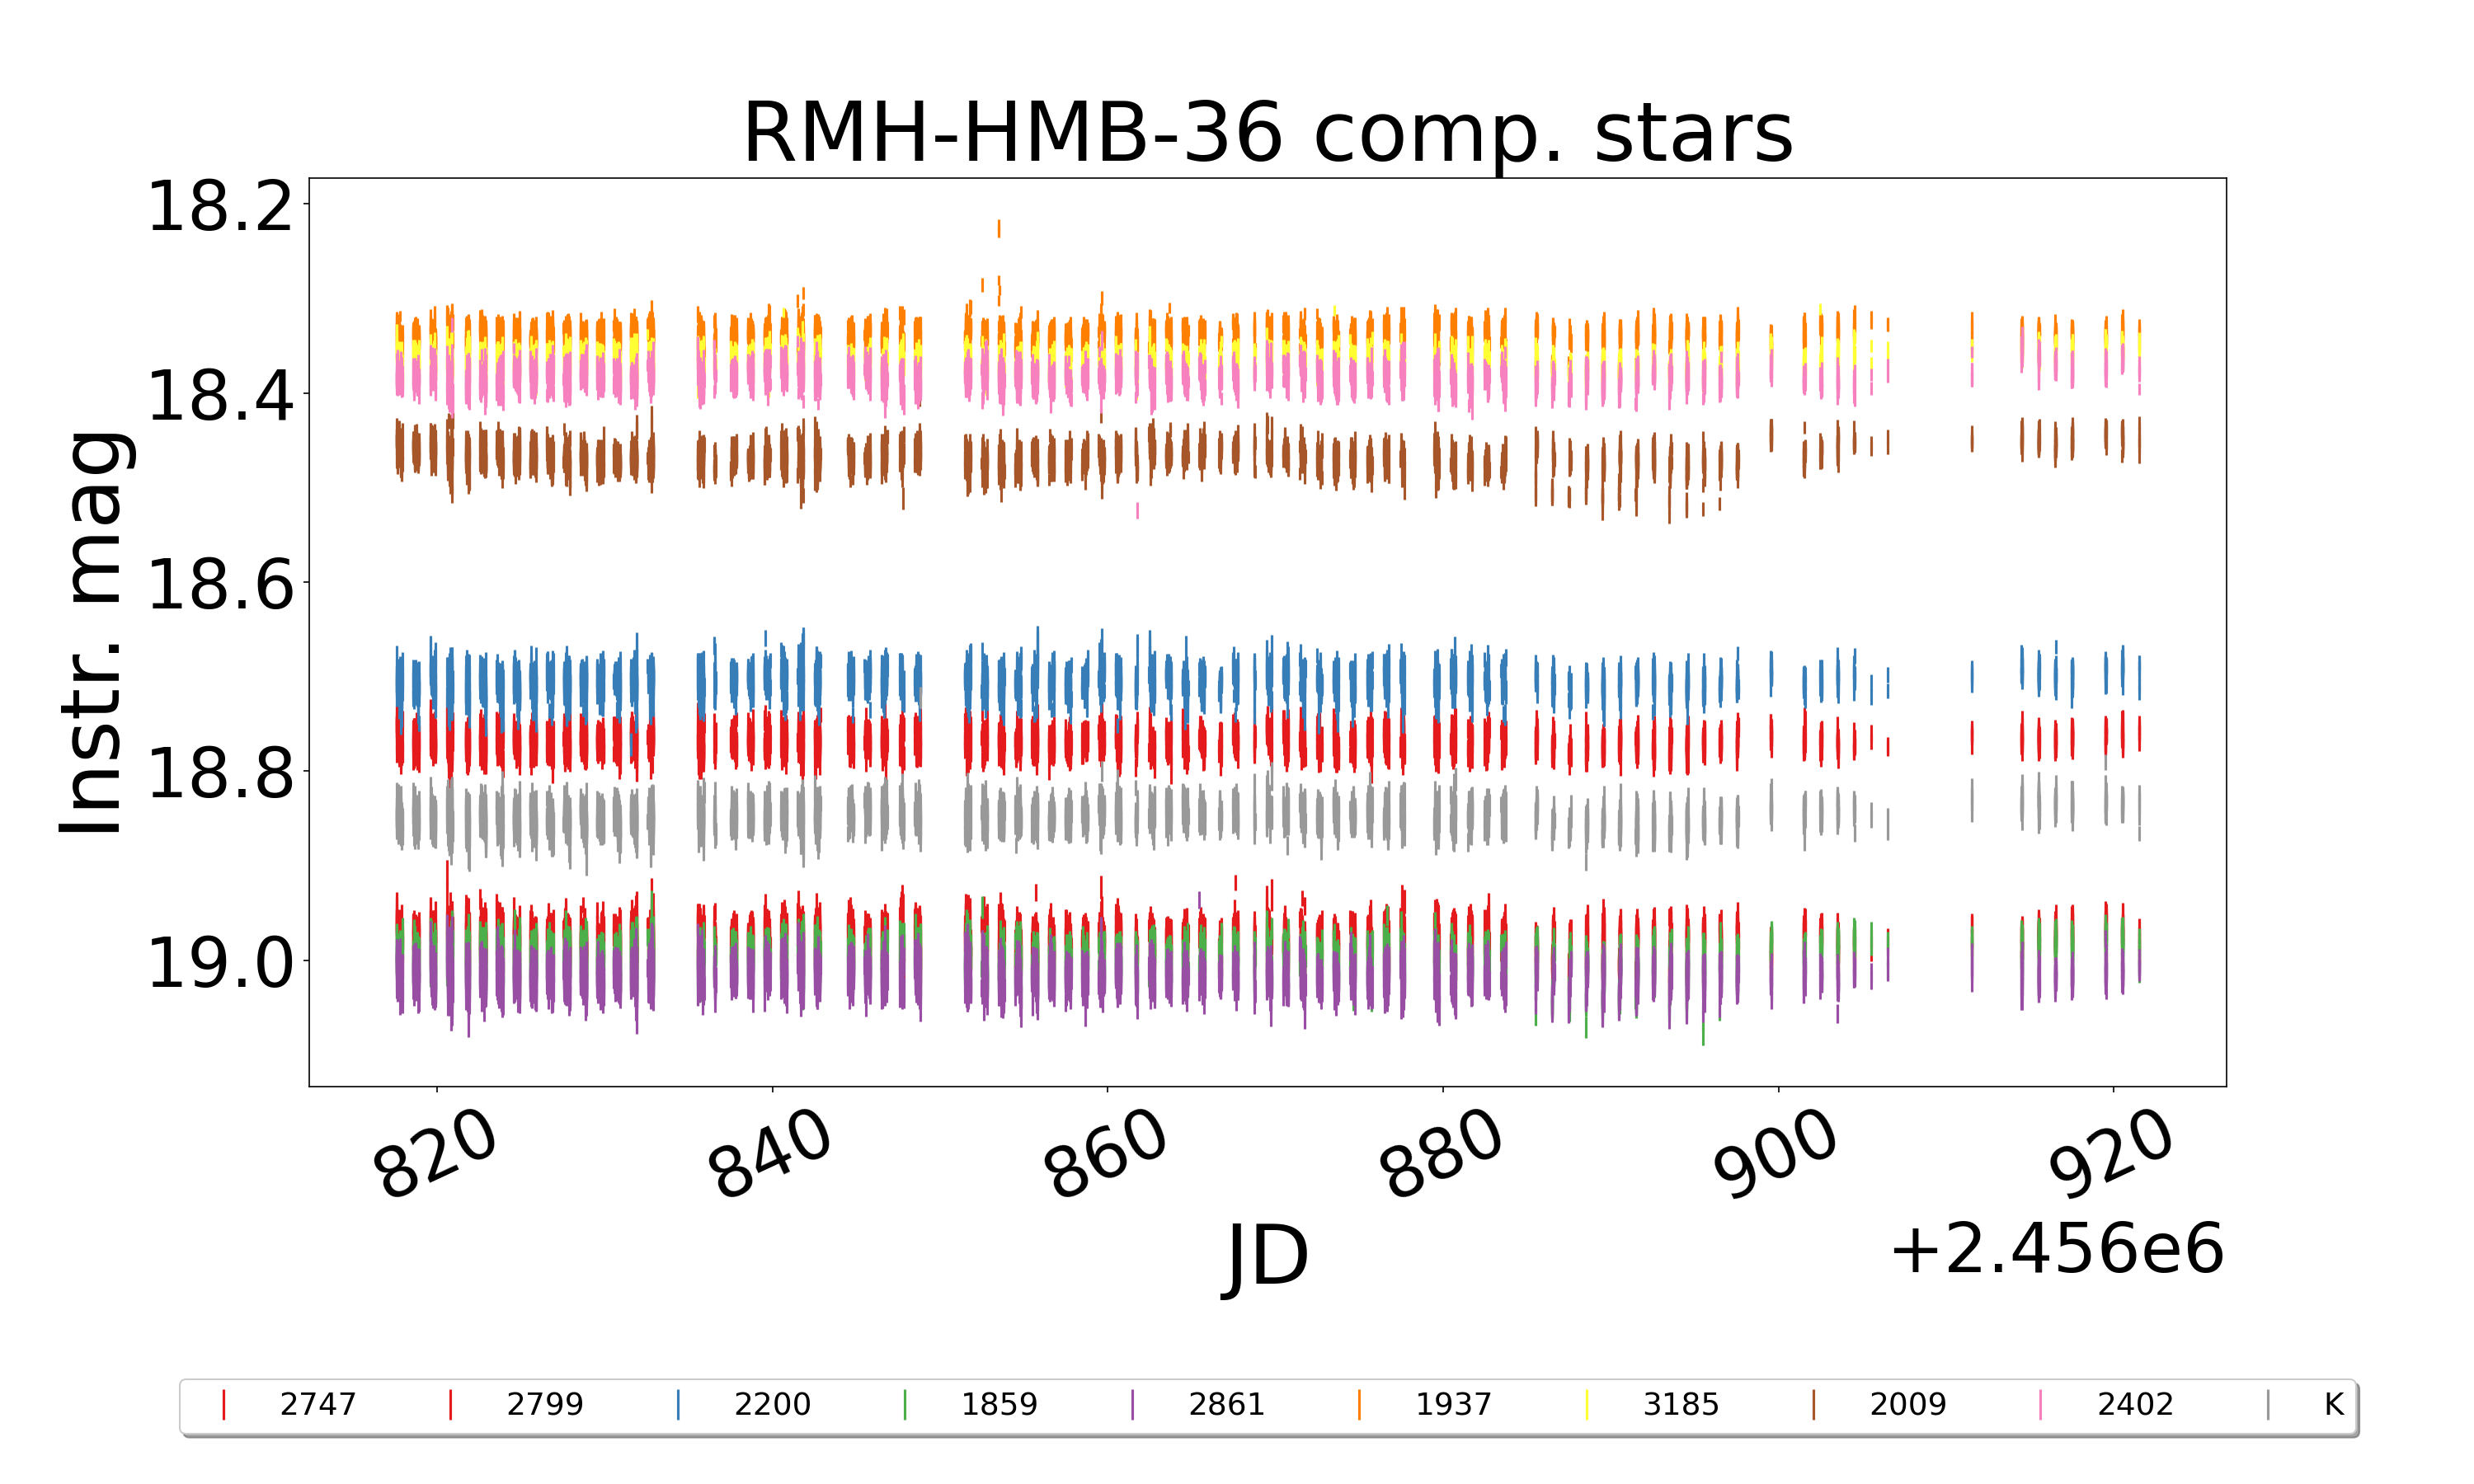 RMH-HMB-36 comp. stars
18.2
18.4
18.6
18.8
19.0
Instr. mag
820 840 860 880 900 920
JD
+2.456e6
2747 2799 2200 1859 2861 1937 3185 2009 2402 K